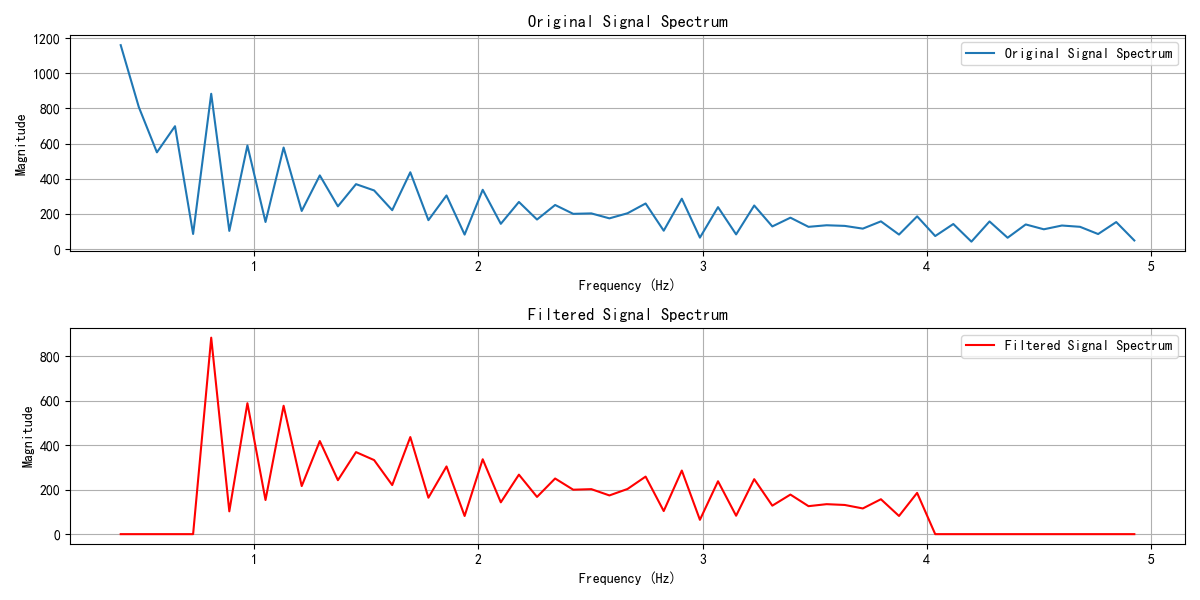 Original Signal Spectrum
1200
1000
800
600
400
200
0
Magnitude
Original Signal Spectrum
1 2 3 4 5
Frequency (Hz)
Filtered Signal Spectrum
800
600
400
200
0
Magnitude
Filtered Signal Spectrum
1 2 3 4 5
Frequency (Hz)